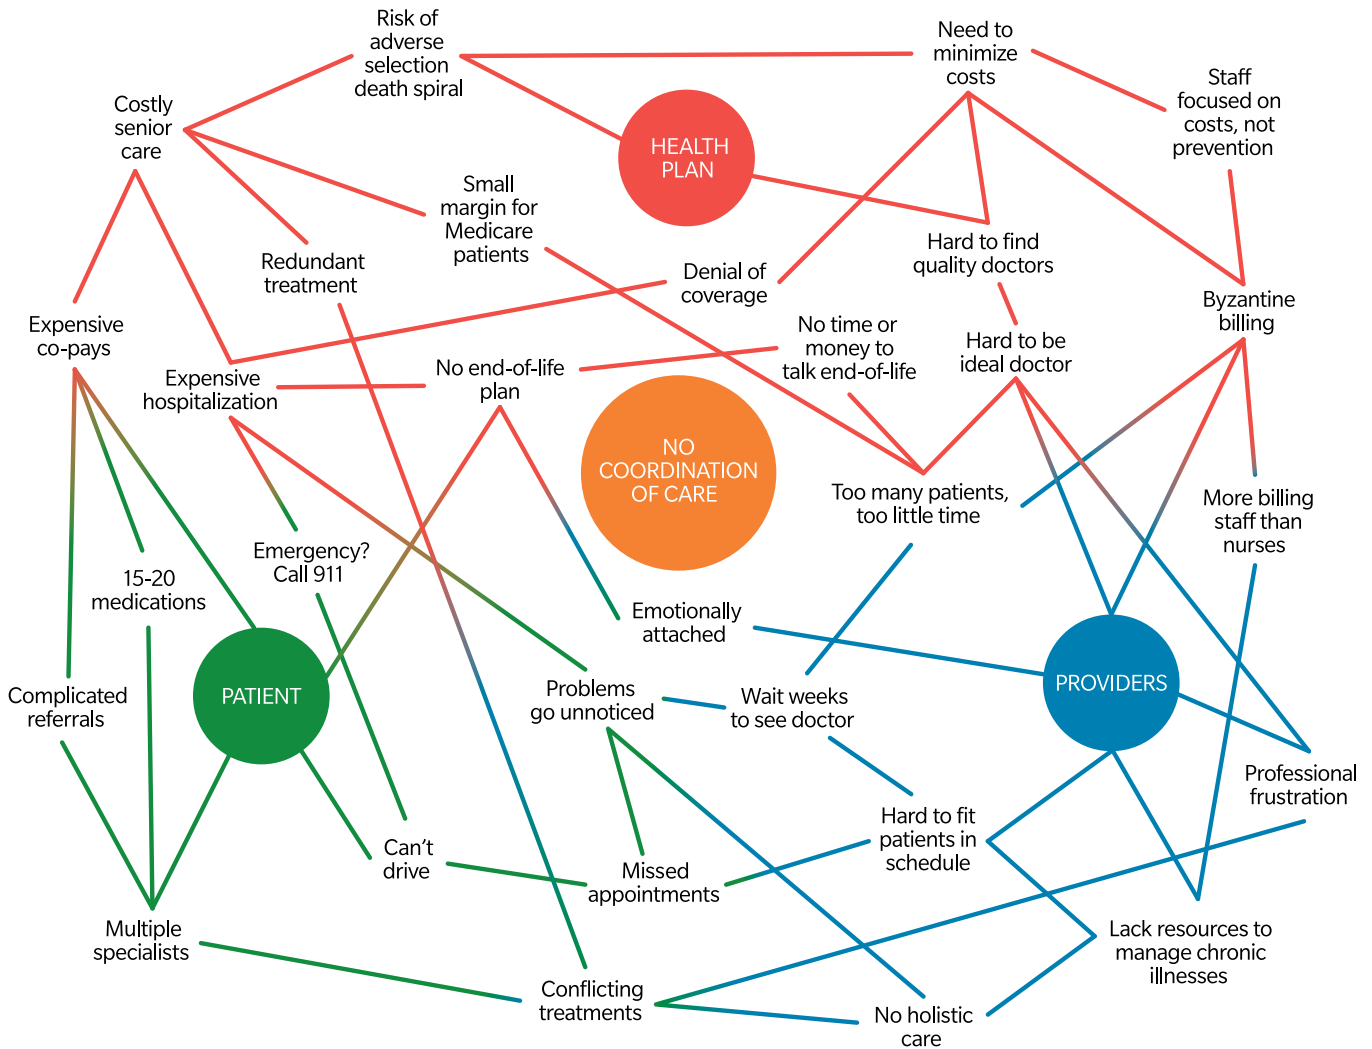 Risk of
adverse
selection
death spiral
Need to
minimize
costs
Staff
focused on
costs, not
prevention
Costly
senior
care
HEALTH
PLAN
Small
margin for
Medicare
patients
Redundant
treatment
Denial of
coverage
Hard to find
quality doctors
Byzantine
billing
Expensive
co-pays
No time or
money to
talk end-of-life
Hard to be
ideal doctor
Expensive
hospitalization
No end-of-life
plan
NO
COORDINATION
OF CARE
Too many patients,
too little time
More billing
staff than
nurses
Emergency?
Call 911
15-20
medications
Emotionally
attached
PATIENT
PROVIDERS
Complicated
referrals
Problems
go unnoticed
Wait weeks
to see doctor
Professional
frustration
Can’t
drive
Missed
appointments
Hard to fit
patients in
schedule
Multiple
specialists
Lack resources to
manage chronic
illnesses
Conflicting
treatments
No holistic
care